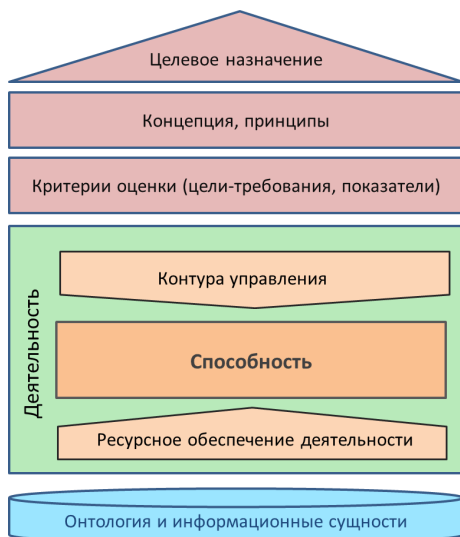 Целевое назначение
Концепция, принципы
Критерии оценки (цели-требования, показатели)
Деятельность
Контура управления
Способность
Ресурсное обеспечение деятельности
Онтология и информационные сущности